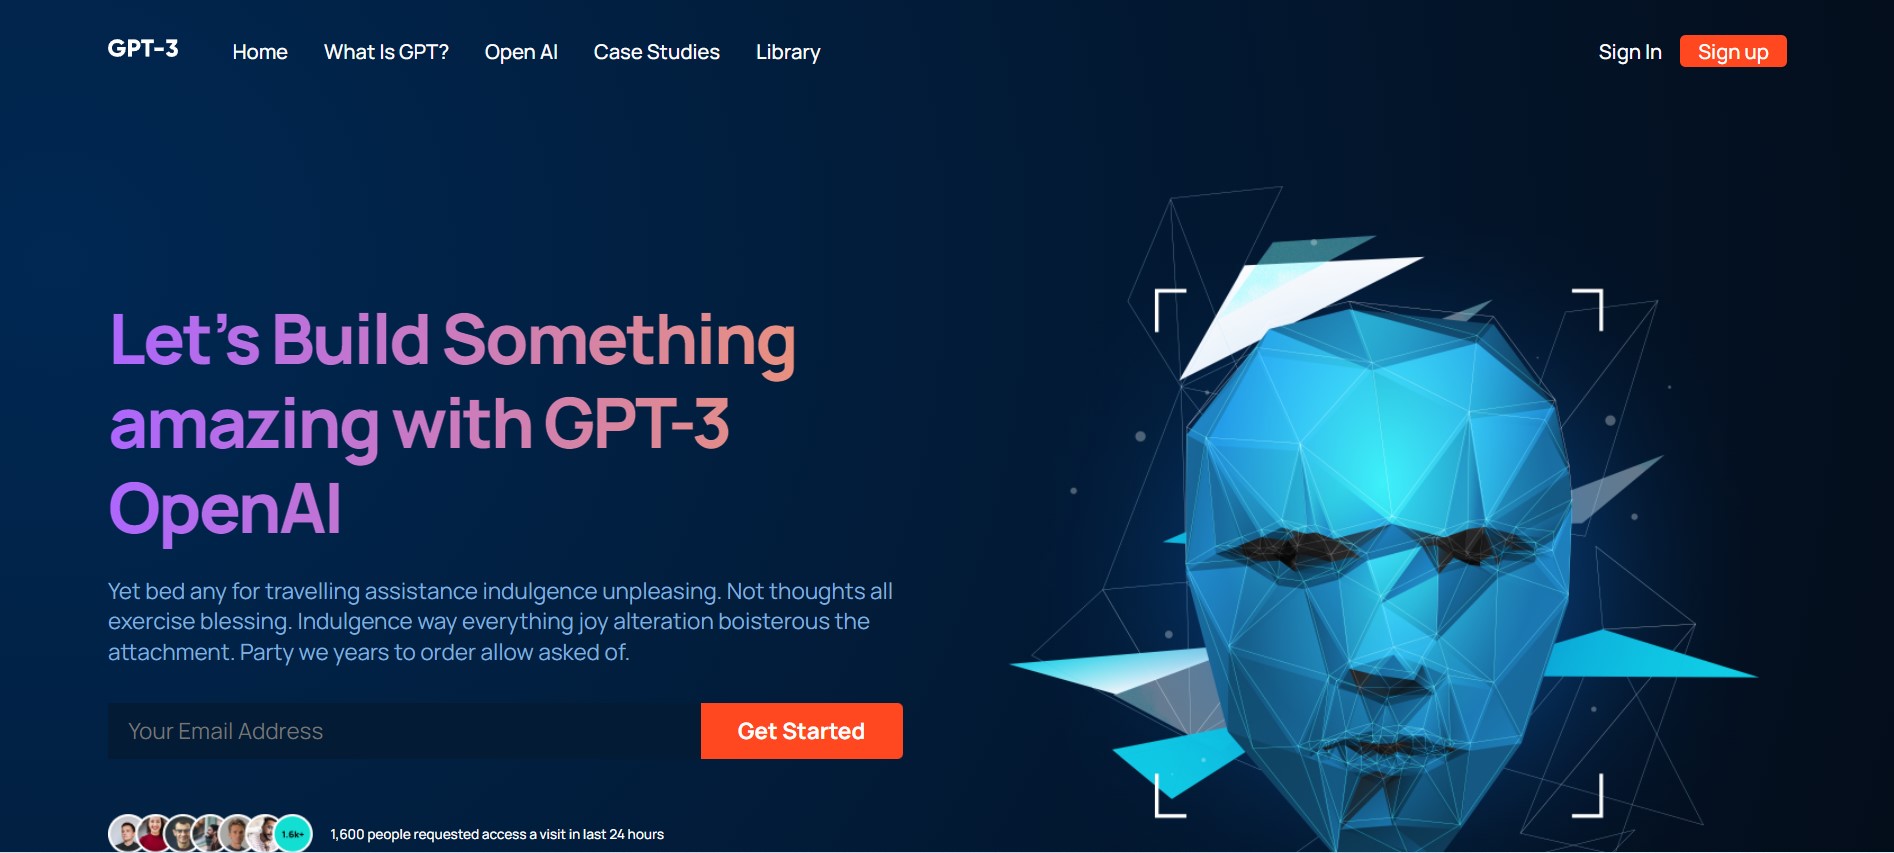 GPT-3
Home What Is GPT? Open AI Case Studies Library
Sign In Sign up
Let’s Build Something
amazing with GPT-3
OpenAI
Yet bed any for travelling assistance indulgence unpleasing. Not thoughts all
exercise blessing. Indulgence way everything joy alteration boisterous the
attachment. Party we years to order allow asked of.
Your Email Address Get Started
1.6k+ 1,600 people requested access a visit in last 24 hours